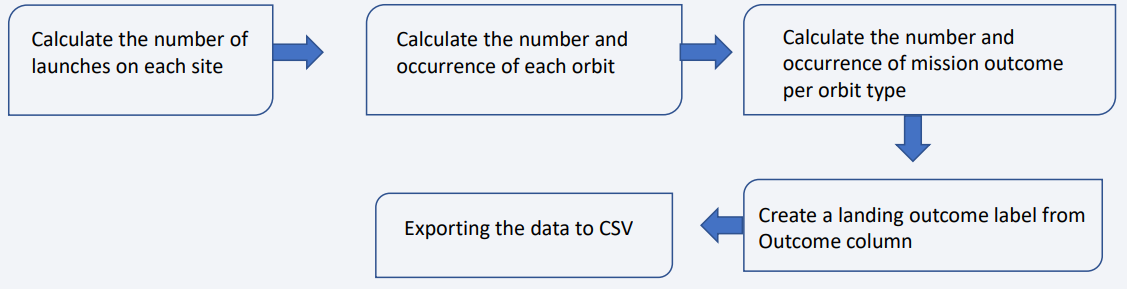 Calculate the number of
launches on each site
Calculate the number and
occurrence of each orbit
Calculate the number and
occurrence of mission outcome
per orbit type
Create a landing outcome label from
Outcome column
Exporting the data to CSV